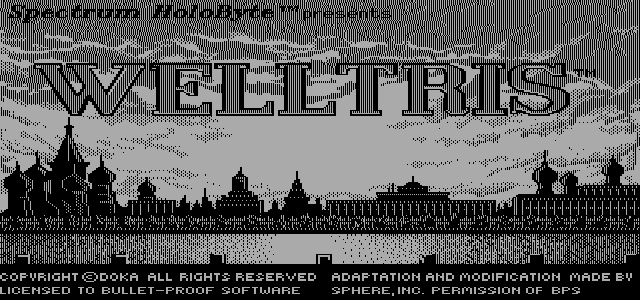 Spectrum HoloByte™ presents
WELLTRIS™
COPYRIGHT ©DOKA ALL RIGHTS RESERVED ADAPTATION AND MODIFICATION MADE BY
LICENSED TO BULLET-PROOF SOFTWARE SPHERE,INC. PERMISSION OF BPS